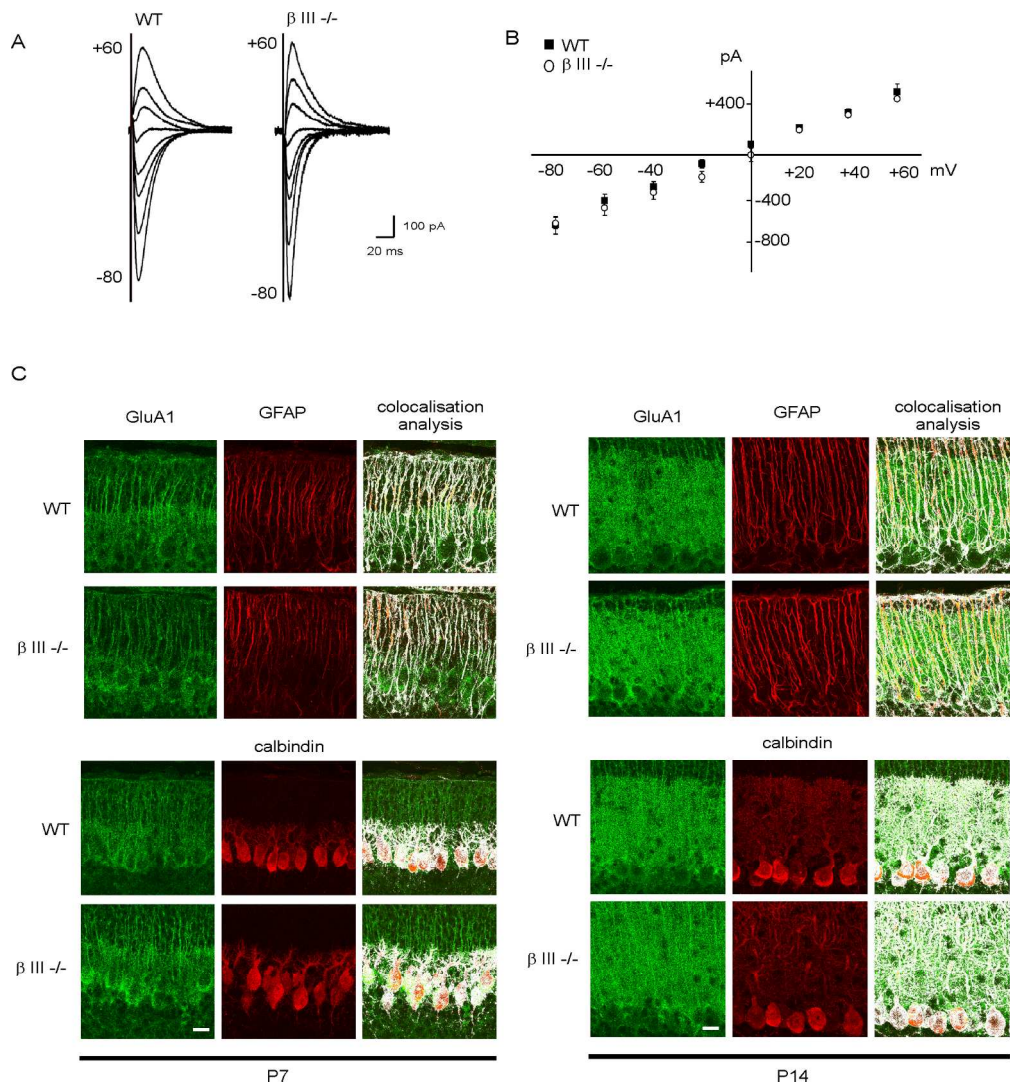 A
WT
β III -/-
+60
+60
-80
-80
100 pA
20 ms
B
WT
β III -/-
pA
+400
-80
-60
-40
+20
+40
+60
mV
-400
-800
C
GluA1
GFAP
colocalisation
analysis
WT
β III -/-
calbindin
WT
β III -/-
P7
GluA1
GFAP
colocalisation
analysis
WT
β III -/-
calbindin
WT
β III -/-
P14